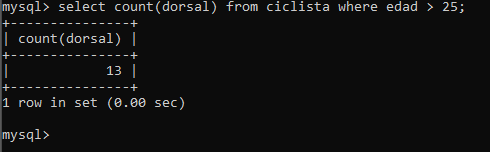 mysql> select count(dorsal) from ciclista where edad > 25;
+---------------+
| count(dorsal) |
+---------------+
|            13 |
+---------------+
1 row in set (0.00 sec)
mysql>